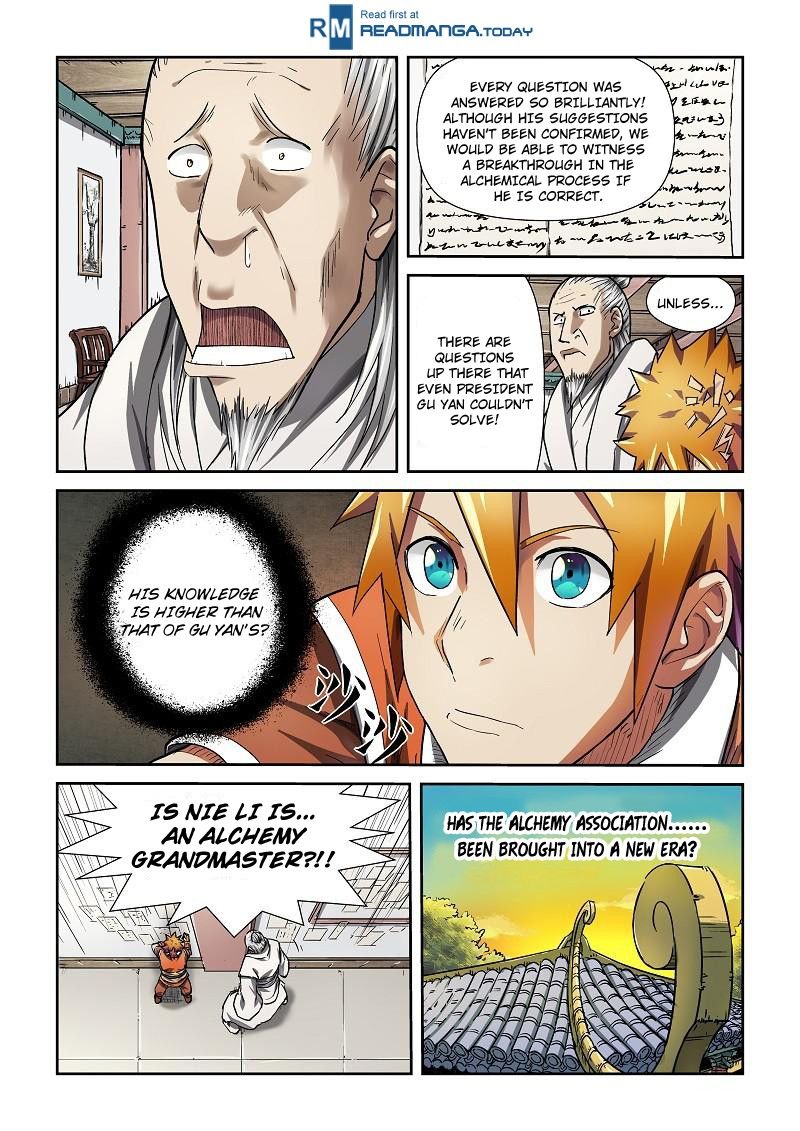 Read first at
RM READMANGA.TODAY
EVERY QUESTION WAS
ANSWERED SO BRILLIANTLY!
ALTHOUGH HIS SUGGESTIONS
HAVEN'T BEEN CONFIRMED, WE
WOULD BE ABLE TO WITNESS
A BREAKTHROUGH IN THE
ALCHEMICAL PROCESS IF
HE IS CORRECT.
UNLESS...
THERE ARE
QUESTIONS
UP THERE THAT
EVEN PRESIDENT
GU YAN COULDN'T
SOLVE!
HIS KNOWLEDGE
IS HIGHER THAN
THAT OF GU YAN'S?
沙沙
IS NIE LI IS...
AN ALCHEMY
GRANDMASTER?!!
HAS THE ALCHEMY ASSOCIATION......
BEEN BROUGHT INTO A NEW ERA?